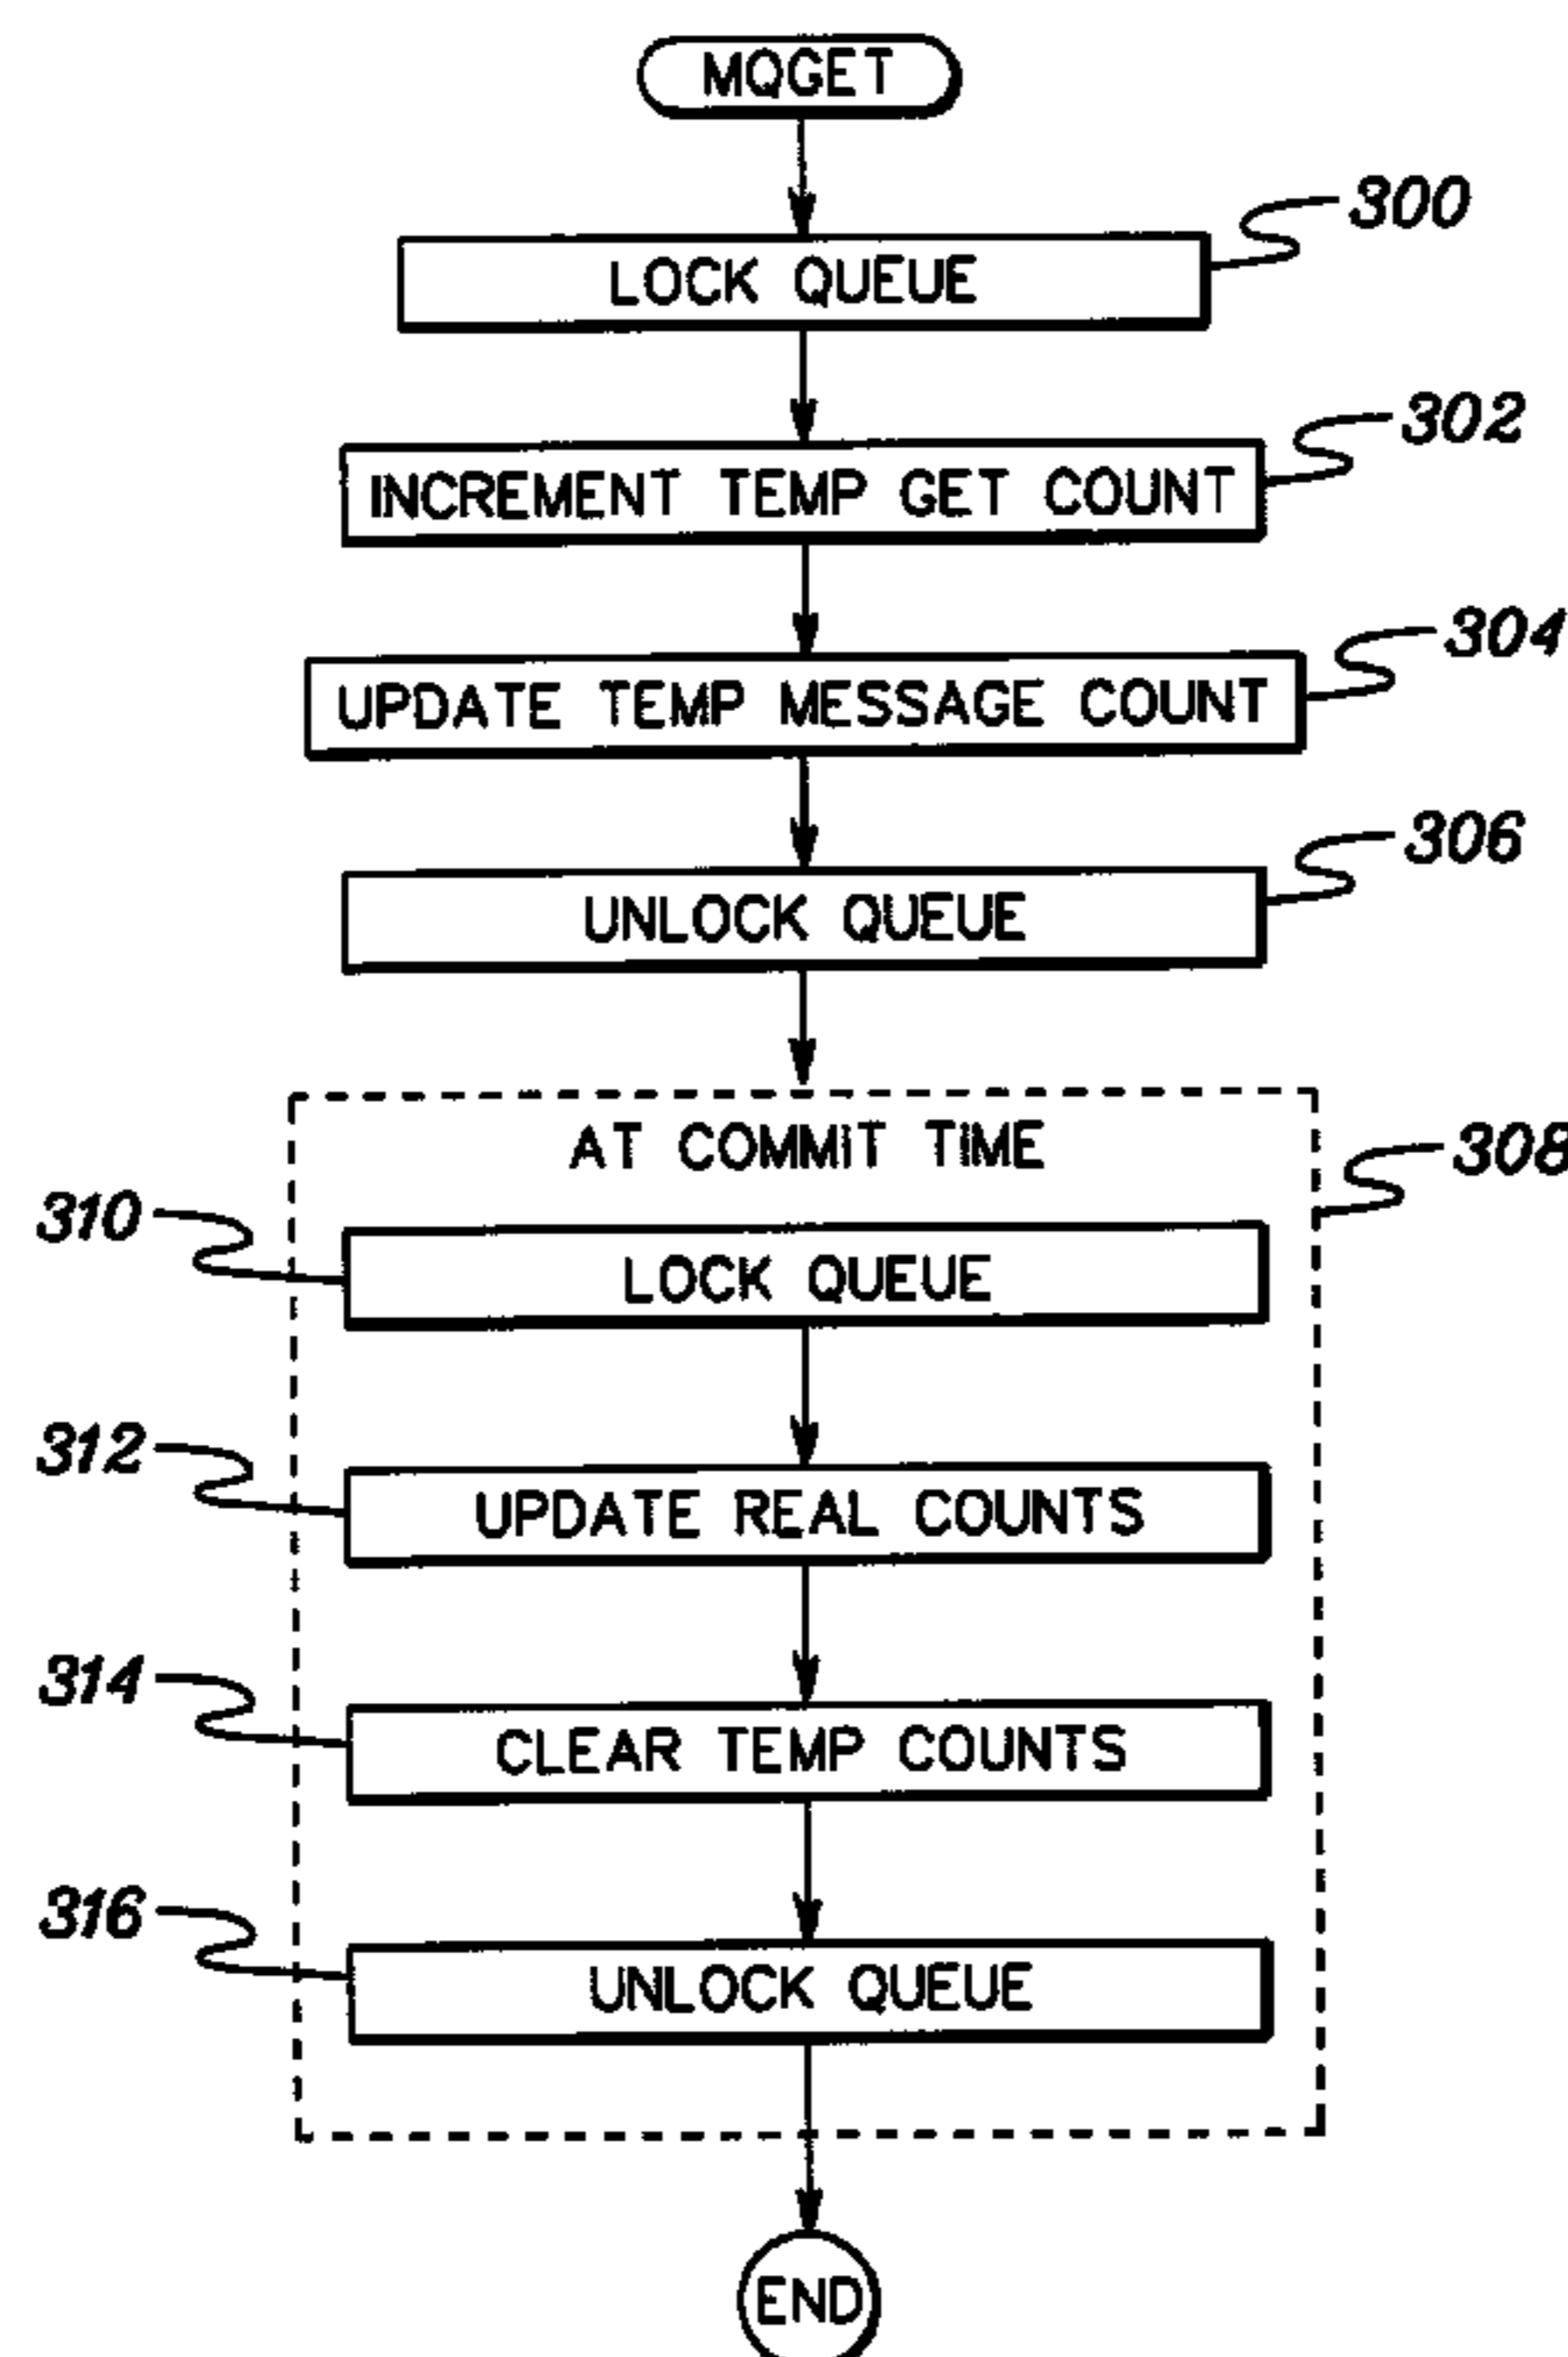 MQGET
300
LOCK QUEUE
302
INCREMENT TEMP GET COUNT
304
UPDATE TEMP MESSAGE COUNT
306
UNLOCK QUEUE
AT COMMIT TIME
308
310
LOCK QUEUE
312
UPDATE REAL COUNTS
314
CLEAR TEMP COUNTS
316
UNLOCK QUEUE
END